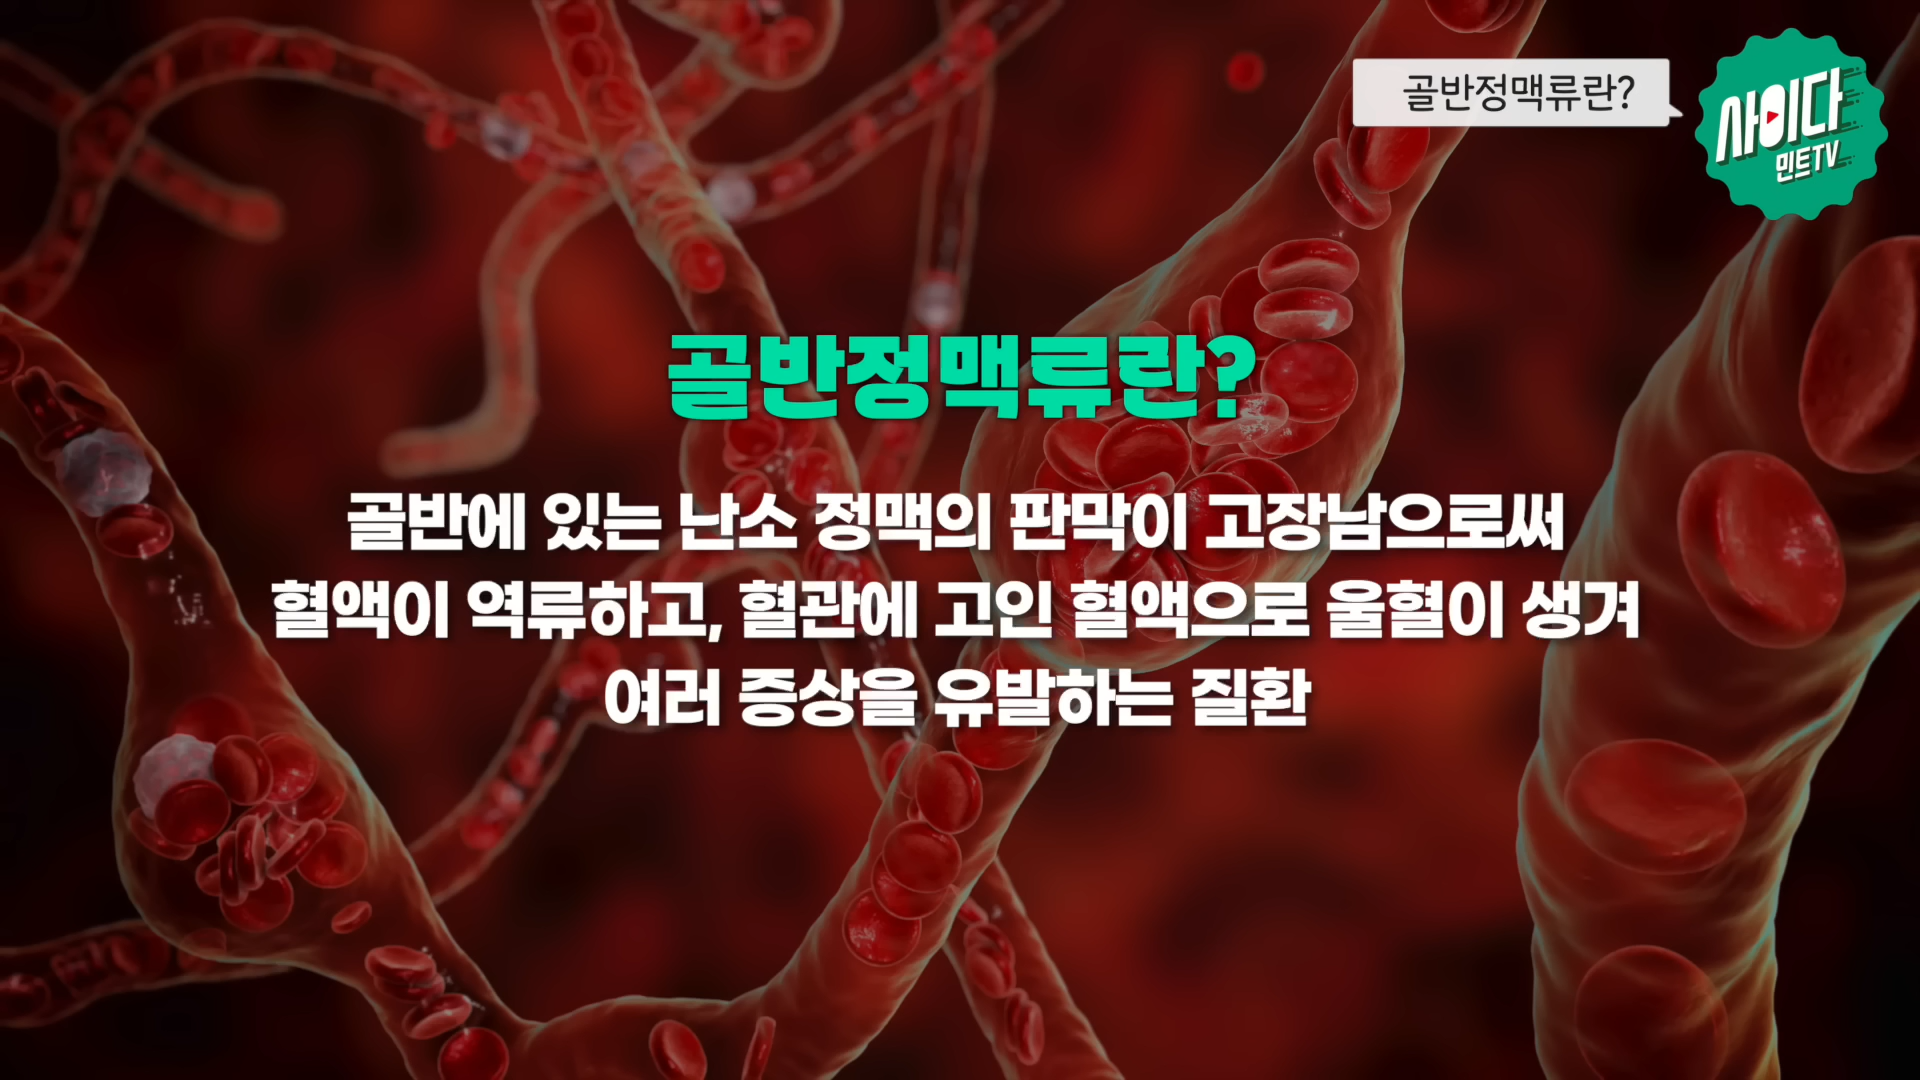 골반정맥류란?
사이다
민트TV
골반정맥류란?
골반에 있는 난소 정맥의 판막이 고장남으로써
혈액이 역류하고, 혈관에 고인 혈액으로 울혈이 생겨
여러 증상을 유발하는 질환